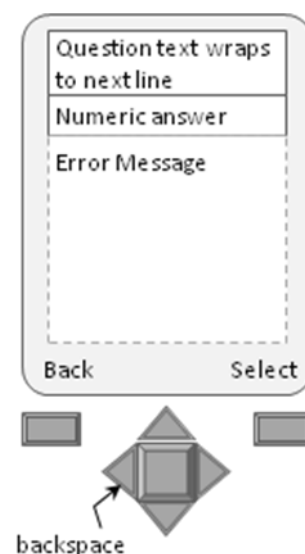 Question text wraps
to next line
Numeric answer
Error Message
Back
Select
backspace